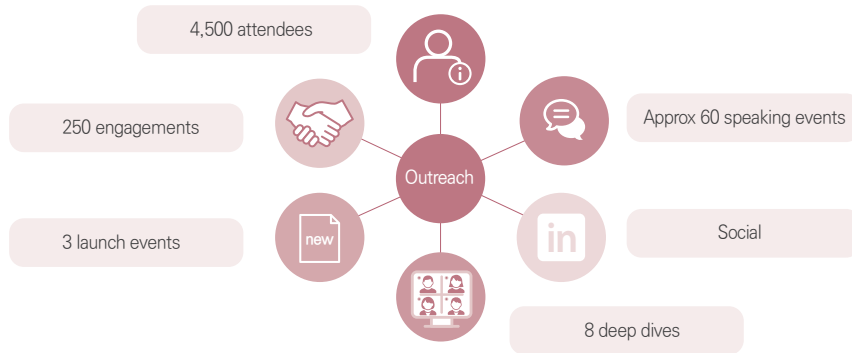 4,500 attendees
250 engagements
Approx 60 speaking events
Outreach
3 launch events
new
in
Social
8 deep dives